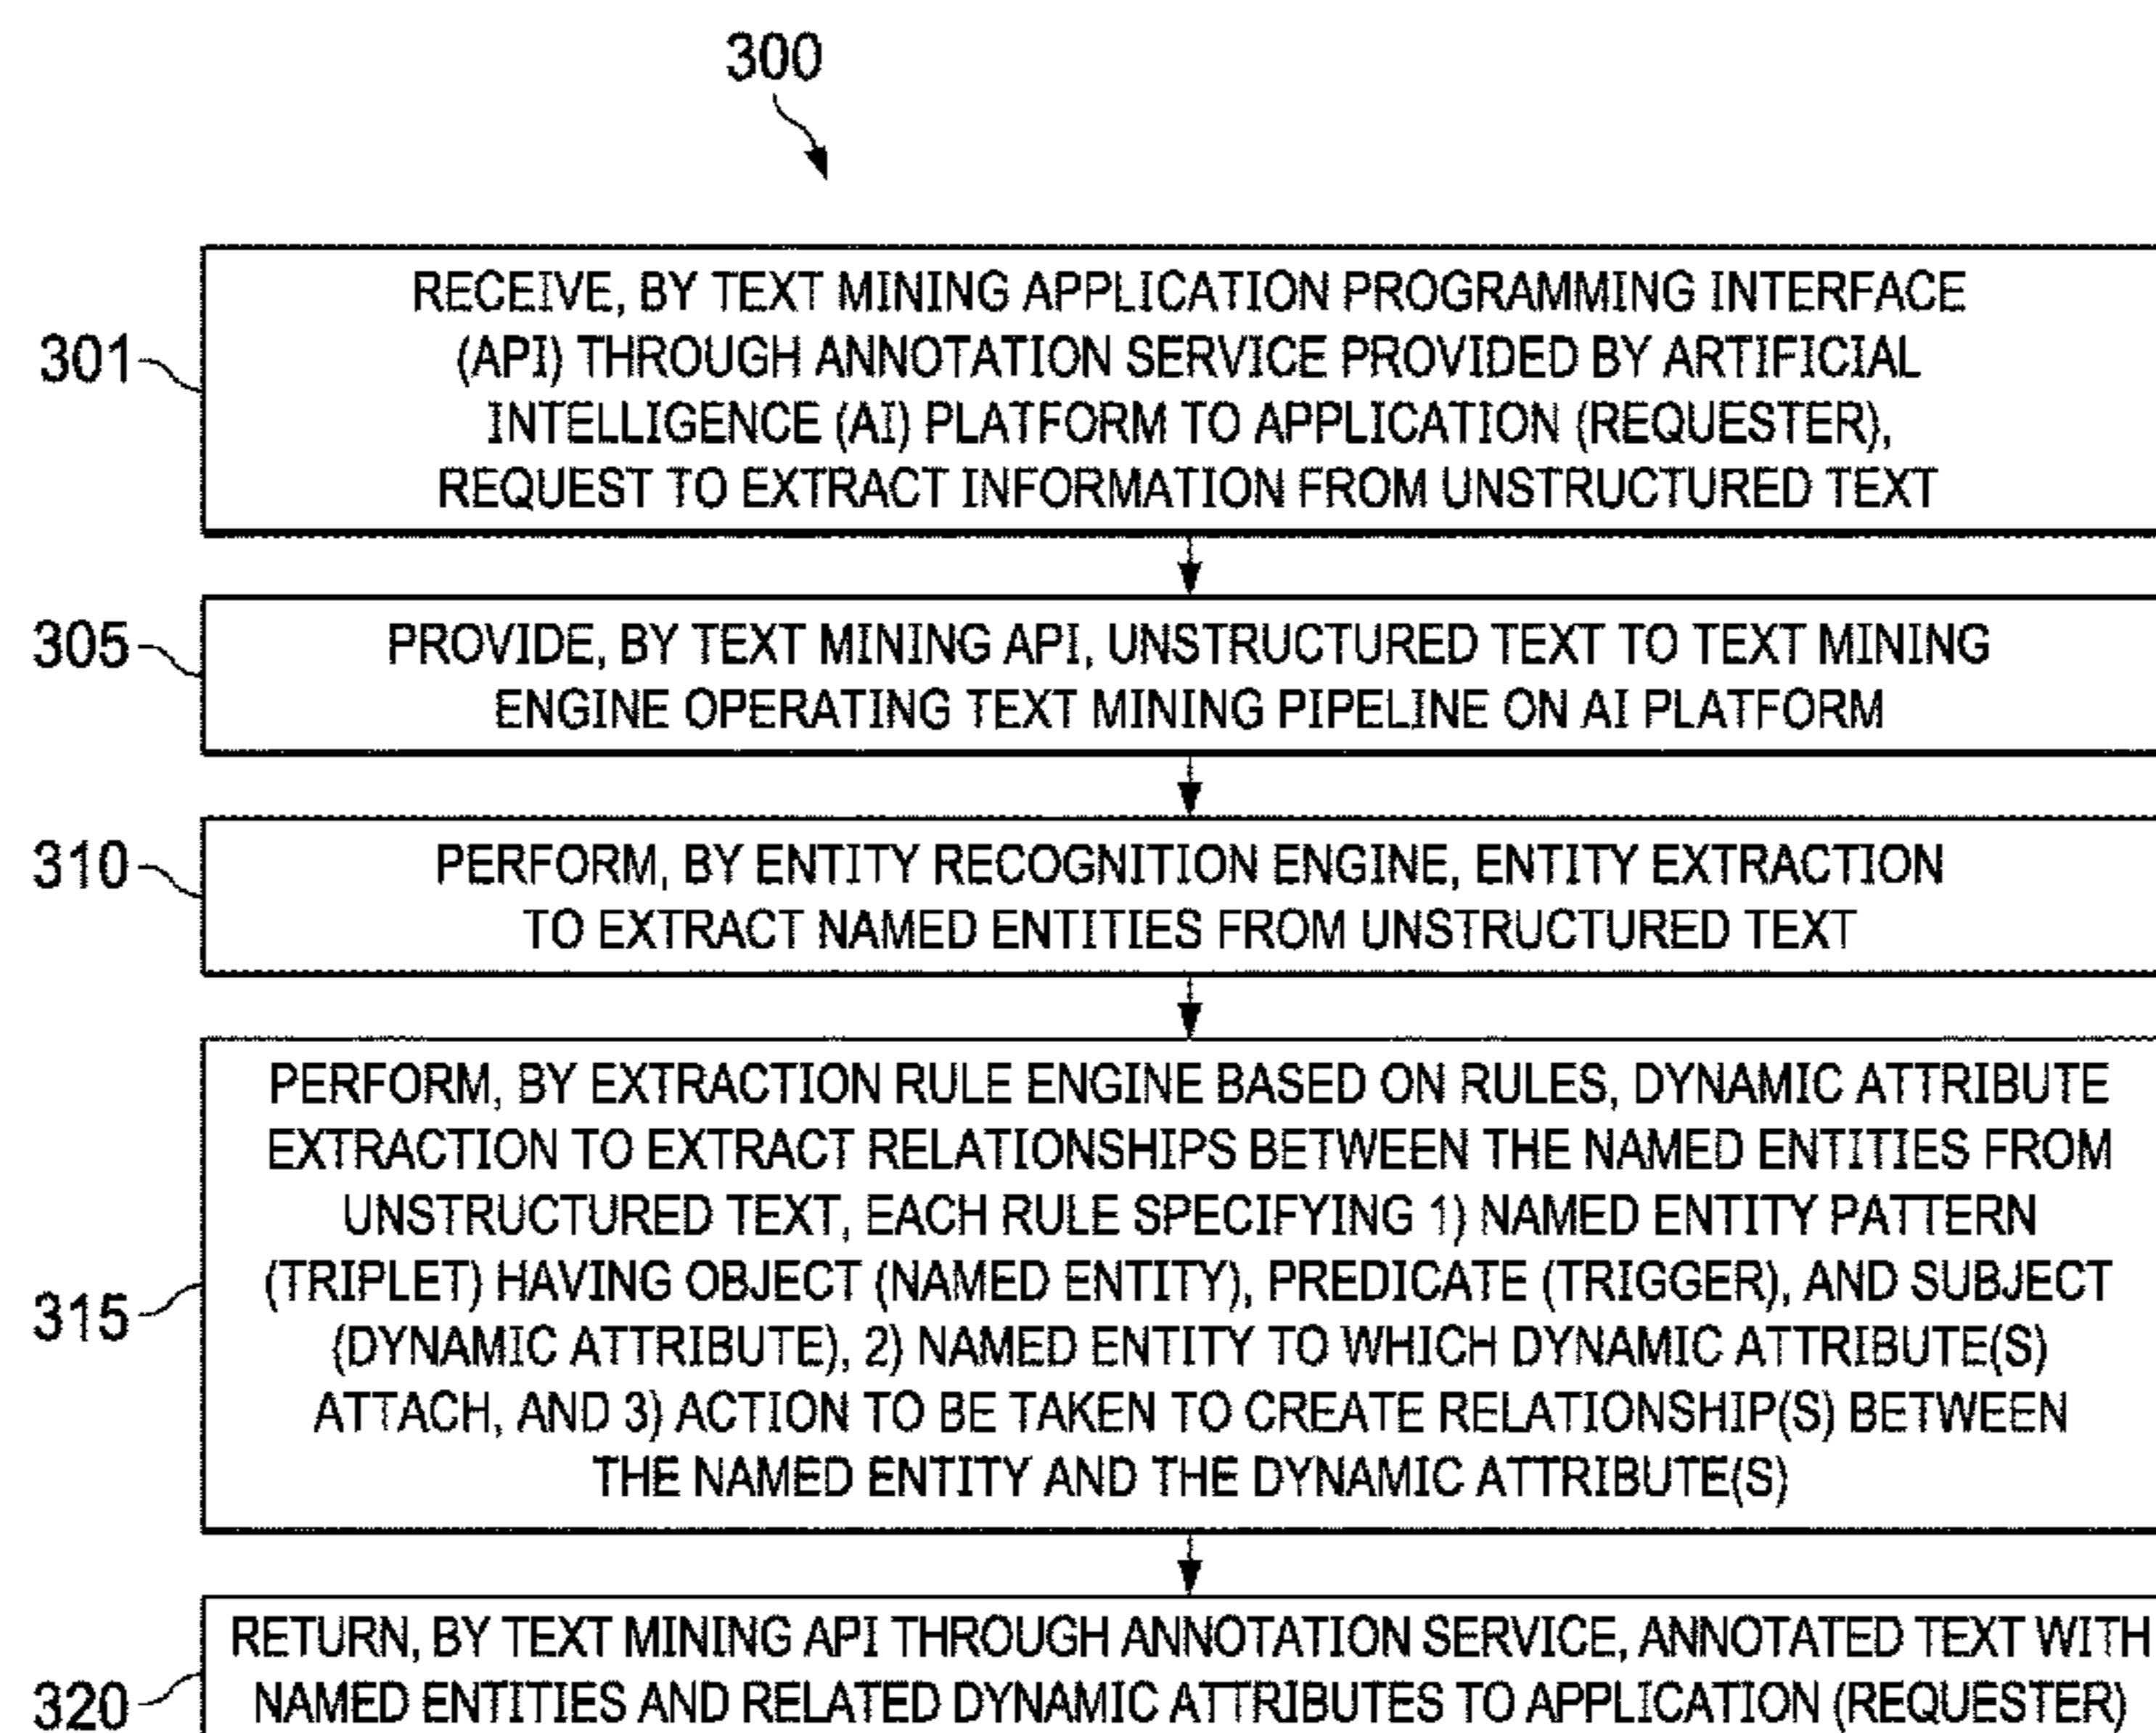 300
301
RECEIVE, BY TEXT MINING APPLICATION PROGRAMMING INTERFACE
(API) THROUGH ANNOTATION SERVICE PROVIDED BY ARTIFICIAL
INTELLIGENCE (AI) PLATFORM TO APPLICATION (REQUESTER),
REQUEST TO EXTRACT INFORMATION FROM UNSTRUCTURED TEXT
305
PROVIDE, BY TEXT MINING API, UNSTRUCTURED TEXT TO TEXT MINING
ENGINE OPERATING TEXT MINING PIPELINE ON AI PLATFORM
310
PERFORM, BY ENTITY RECOGNITION ENGINE, ENTITY EXTRACTION
TO EXTRACT NAMED ENTITIES FROM UNSTRUCTURED TEXT
315
PERFORM, BY EXTRACTION RULE ENGINE BASED ON RULES, DYNAMIC ATTRIBUTE
EXTRACTION TO EXTRACT RELATIONSHIPS BETWEEN THE NAMED ENTITIES FROM
UNSTRUCTURED TEXT, EACH RULE SPECIFYING 1) NAMED ENTITY PATTERN
(TRIPLET) HAVING OBJECT (NAMED ENTITY), PREDICATE (TRIGGER), AND SUBJECT
(DYNAMIC ATTRIBUTE), 2) NAMED ENTITY TO WHICH DYNAMIC ATTRIBUTE(S)
ATTACH, AND 3) ACTION TO BE TAKEN TO CREATE RELATIONSHIP(S) BETWEEN
THE NAMED ENTITY AND THE DYNAMIC ATTRIBUTE(S)
320
RETURN, BY TEXT MINING API THROUGH ANNOTATION SERVICE, ANNOTATED TEXT WITH
NAMED ENTITIES AND RELATED DYNAMIC ATTRIBUTES TO APPLICATION (REQUESTER)